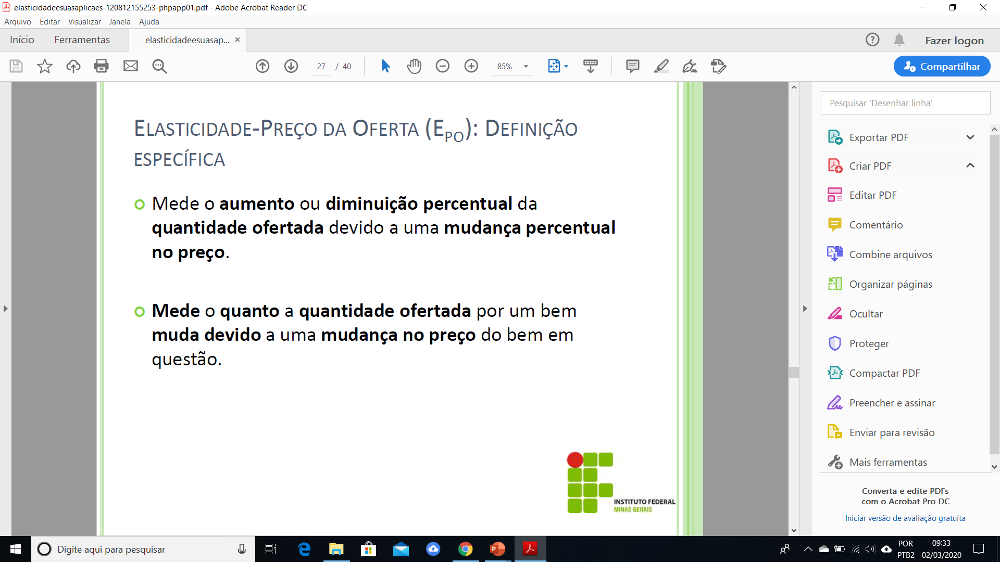 elasticidadeesuasaplicaes-120812155253-phpapp01.pdf - Adobe Acrobat Reader DC
Arquivo Editar Visualizar Janela Ajuda
Início Ferramentas elasticidadeesuasap... × Fazer logon
27 / 40 85% Compartilhar
ELASTICIDADE-PREÇO DA OFERTA (EPO): DEFINIÇÃO
ESPECÍFICA
Mede o aumento ou diminuição percentual da
quantidade ofertada devido a uma mudança percentual
no preço.
Mede o quanto a quantidade ofertada por um bem
muda devido a uma mudança no preço do bem em
questão.
INSTITUTO FEDERAL
MINAS GERAIS
Pesquisar 'Desenhar linha'
Exportar PDF
Criar PDF
Editar PDF
Comentário
Combine arquivos
Organizar páginas
Ocultar
Proteger
Compactar PDF
Preencher e assinar
Enviar para revisão
Mais ferramentas
Converta e edite PDFs
com o Acrobat Pro DC
Iniciar versão de avaliação gratuita
Digite aqui para pesquisar
POR
PTB2
09:33
02/03/2020